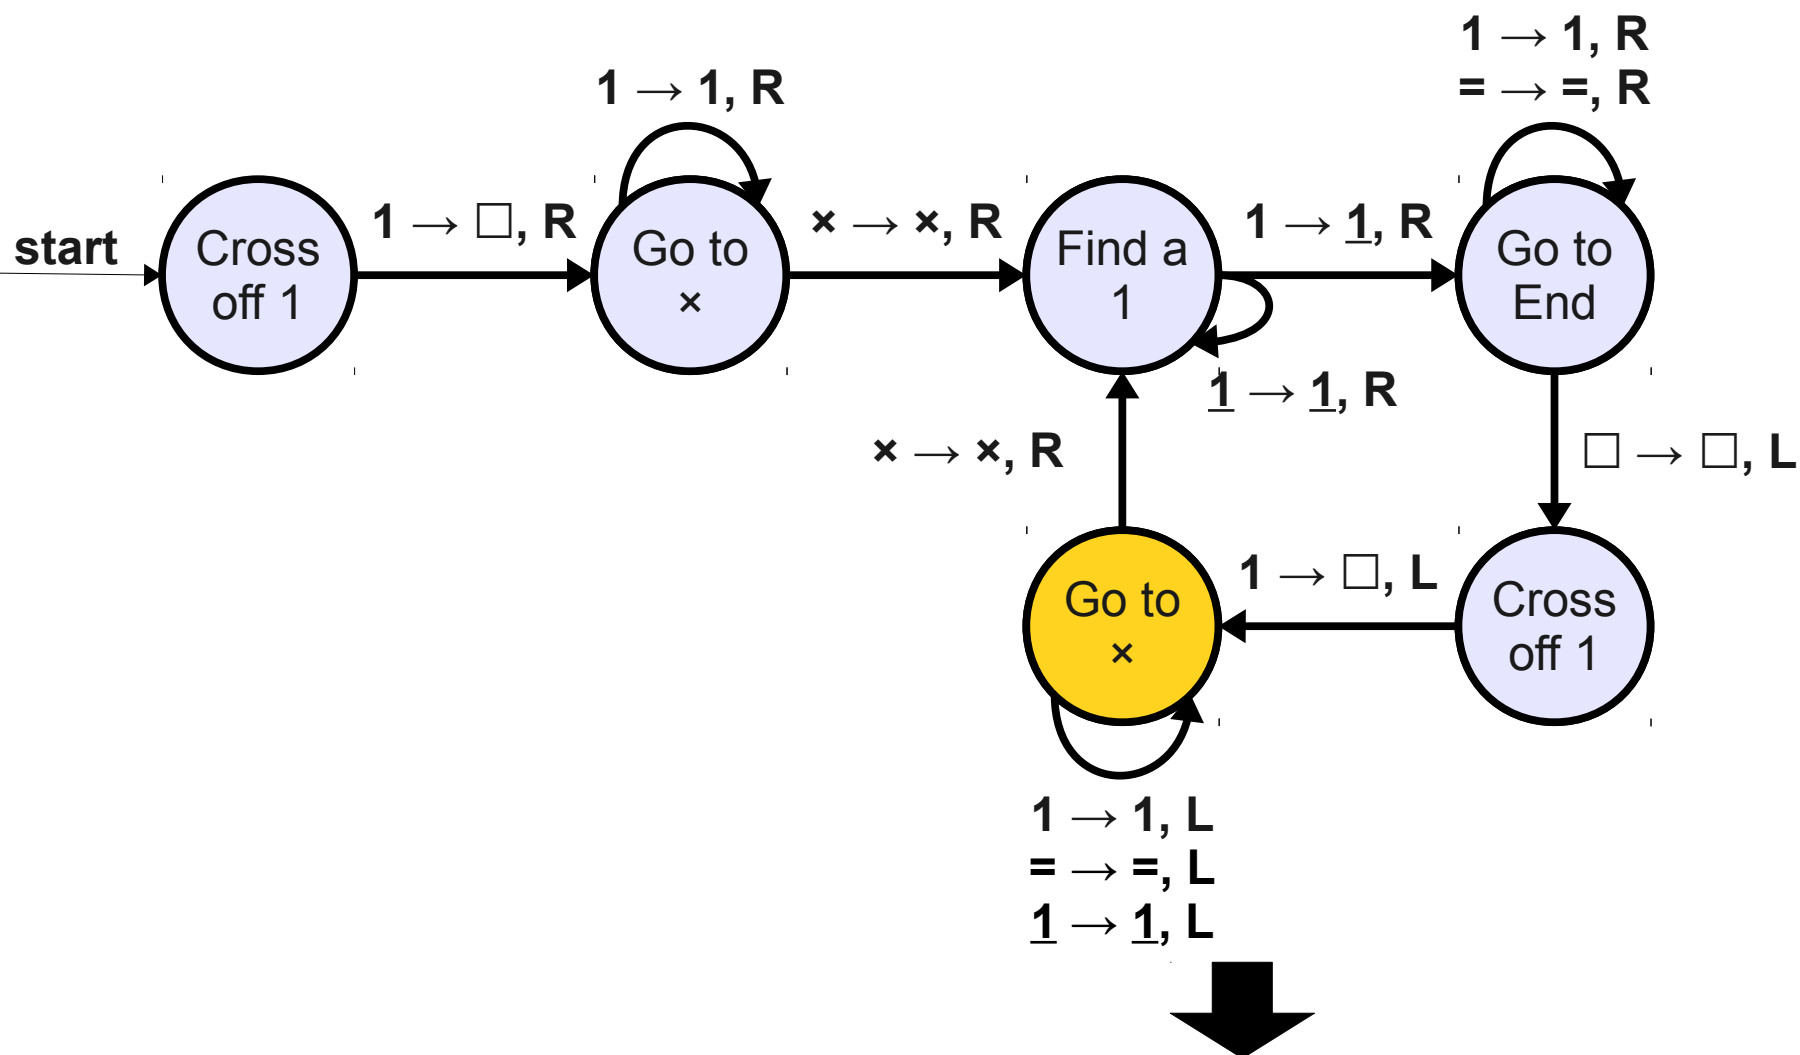 start
Cross
off 1
1 → □, R
1 → 1, R
Go to
×
× → ×, R
Find a
1
1 → 1̲, R
1̲ → 1̲, R
1 → 1, R
= → =, R
Go to
End
□ → □, L
Cross
off 1
1 → □, L
Go to
×
× → ×, R
1 → 1, L
= → =, L
1̲ → 1̲, L